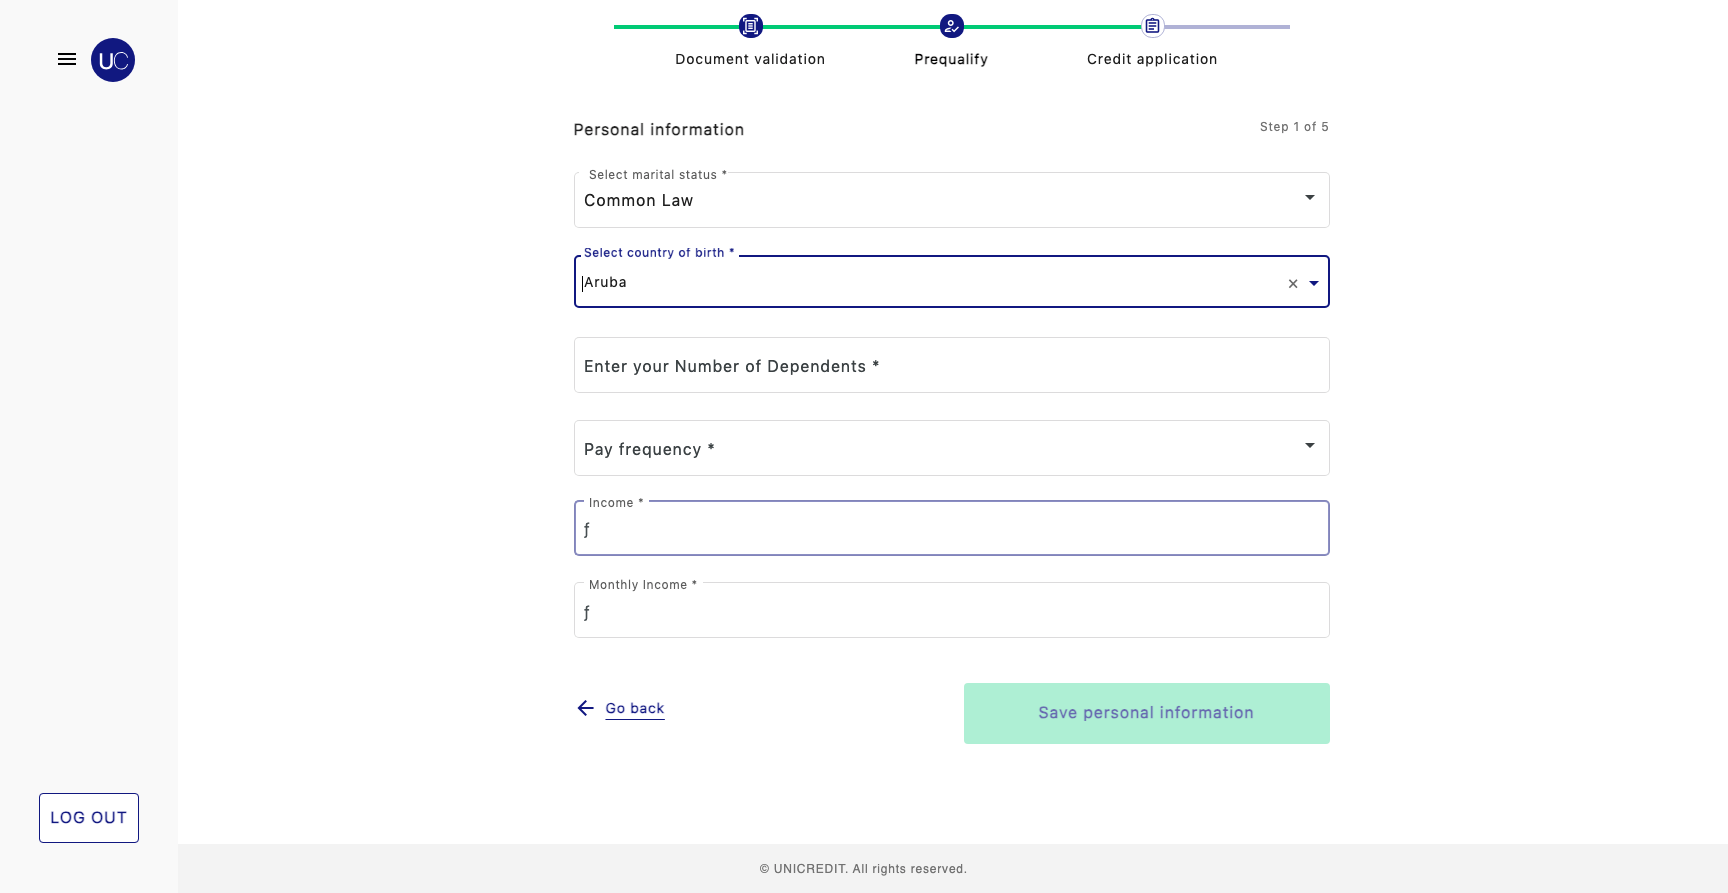 UC
Document validation
Prequalify
Credit application
Personal information
Step 1 of 5
Select marital status *
Common Law
Select country of birth *
Aruba
Enter your Number of Dependents *
Pay frequency *
Income *
ƒ
Monthly Income *
ƒ
Go back
Save personal information
LOG OUT
© UNICREDIT. All rights reserved.